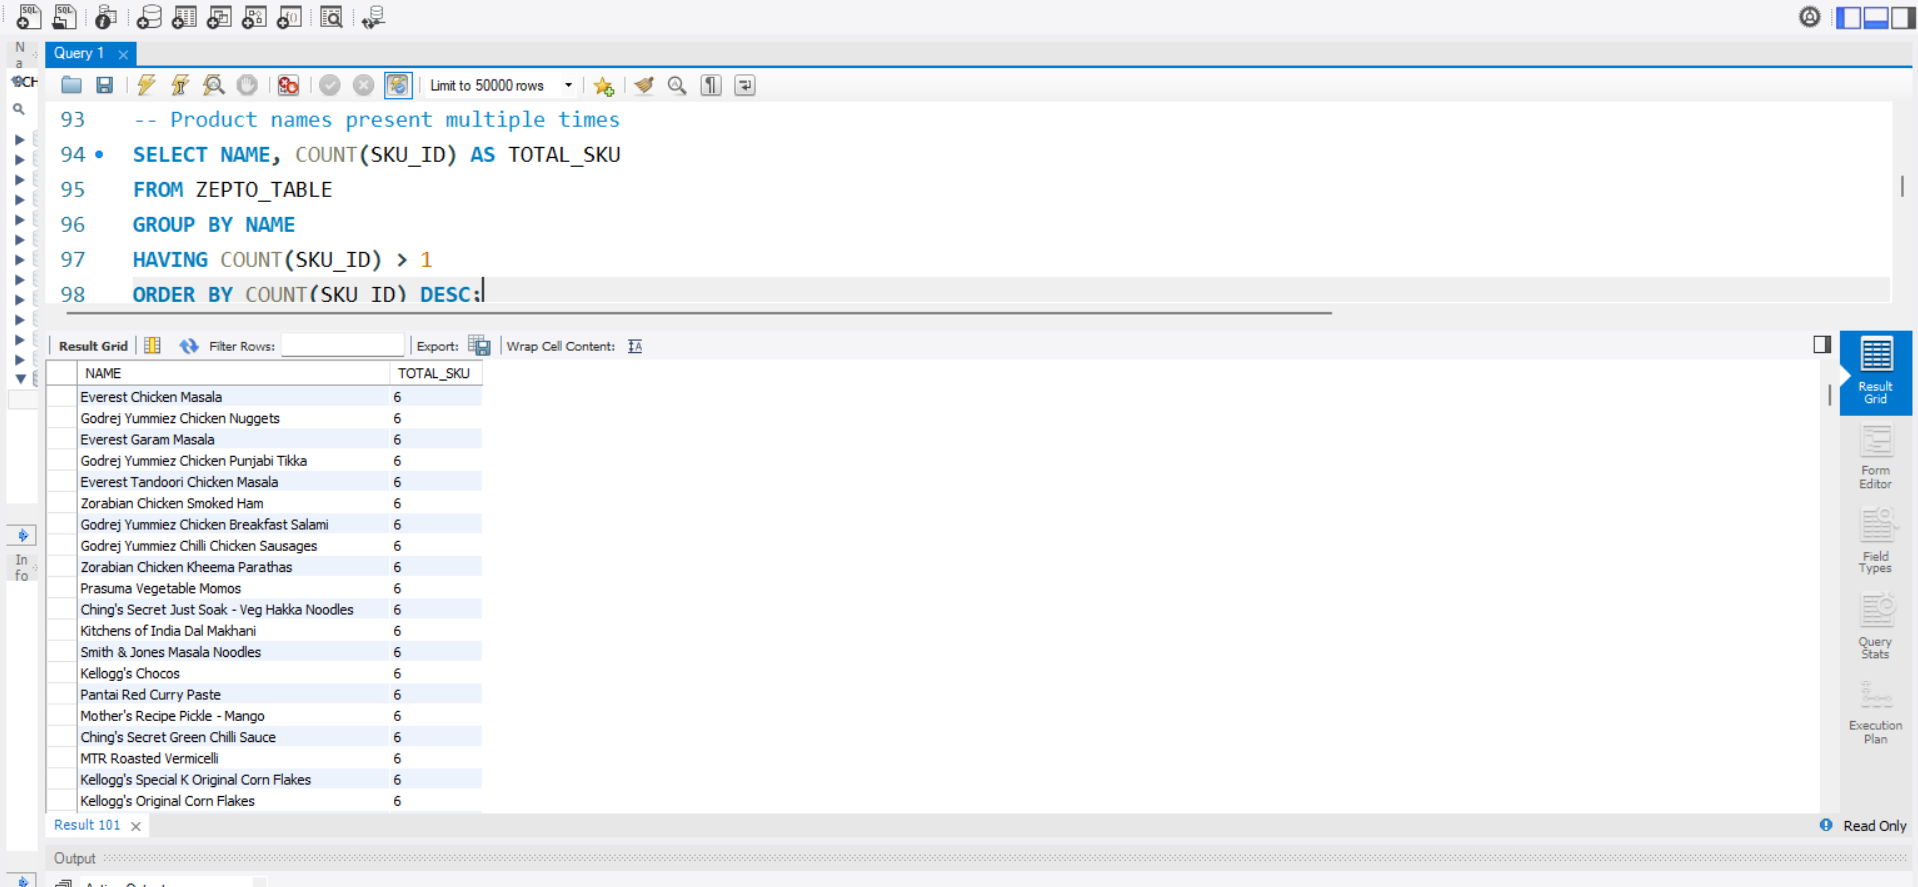 SQL SQL
N
a
Query 1
SCH
Limit to 50000 rows
93 -- Product names present multiple times
94 SELECT NAME, COUNT(SKU_ID) AS TOTAL_SKU
95 FROM ZEPTO_TABLE
96 GROUP BY NAME
97 HAVING COUNT(SKU_ID) > 1
98 ORDER BY COUNT(SKU_ID) DESC;
Result Grid Filter Rows: Export: Wrap Cell Content:
NAME TOTAL_SKU
Everest Chicken Masala 6
Godrej Yummiez Chicken Nuggets 6
Everest Garam Masala 6
Godrej Yummiez Chicken Punjabi Tikka 6
Everest Tandoori Chicken Masala 6
Zorabian Chicken Smoked Ham 6
Godrej Yummiez Chicken Breakfast Salami 6
Godrej Yummiez Chilli Chicken Sausages 6
Zorabian Chicken Kheema Parathas 6
Prasuma Vegetable Momos 6
Ching's Secret Just Soak - Veg Hakka Noodles 6
Kitchens of India Dal Makhani 6
Smith & Jones Masala Noodles 6
Kellogg's Chocos 6
Pantai Red Curry Paste 6
Mother's Recipe Pickle - Mango 6
Ching's Secret Green Chilli Sauce 6
MTR Roasted Vermicelli 6
Kellogg's Special K Original Corn Flakes 6
Kellogg's Original Corn Flakes 6
Result
Grid
Form
Editor
Field
Types
Query
Stats
Execution
Plan
In
fo
Result 101
Read Only
Output